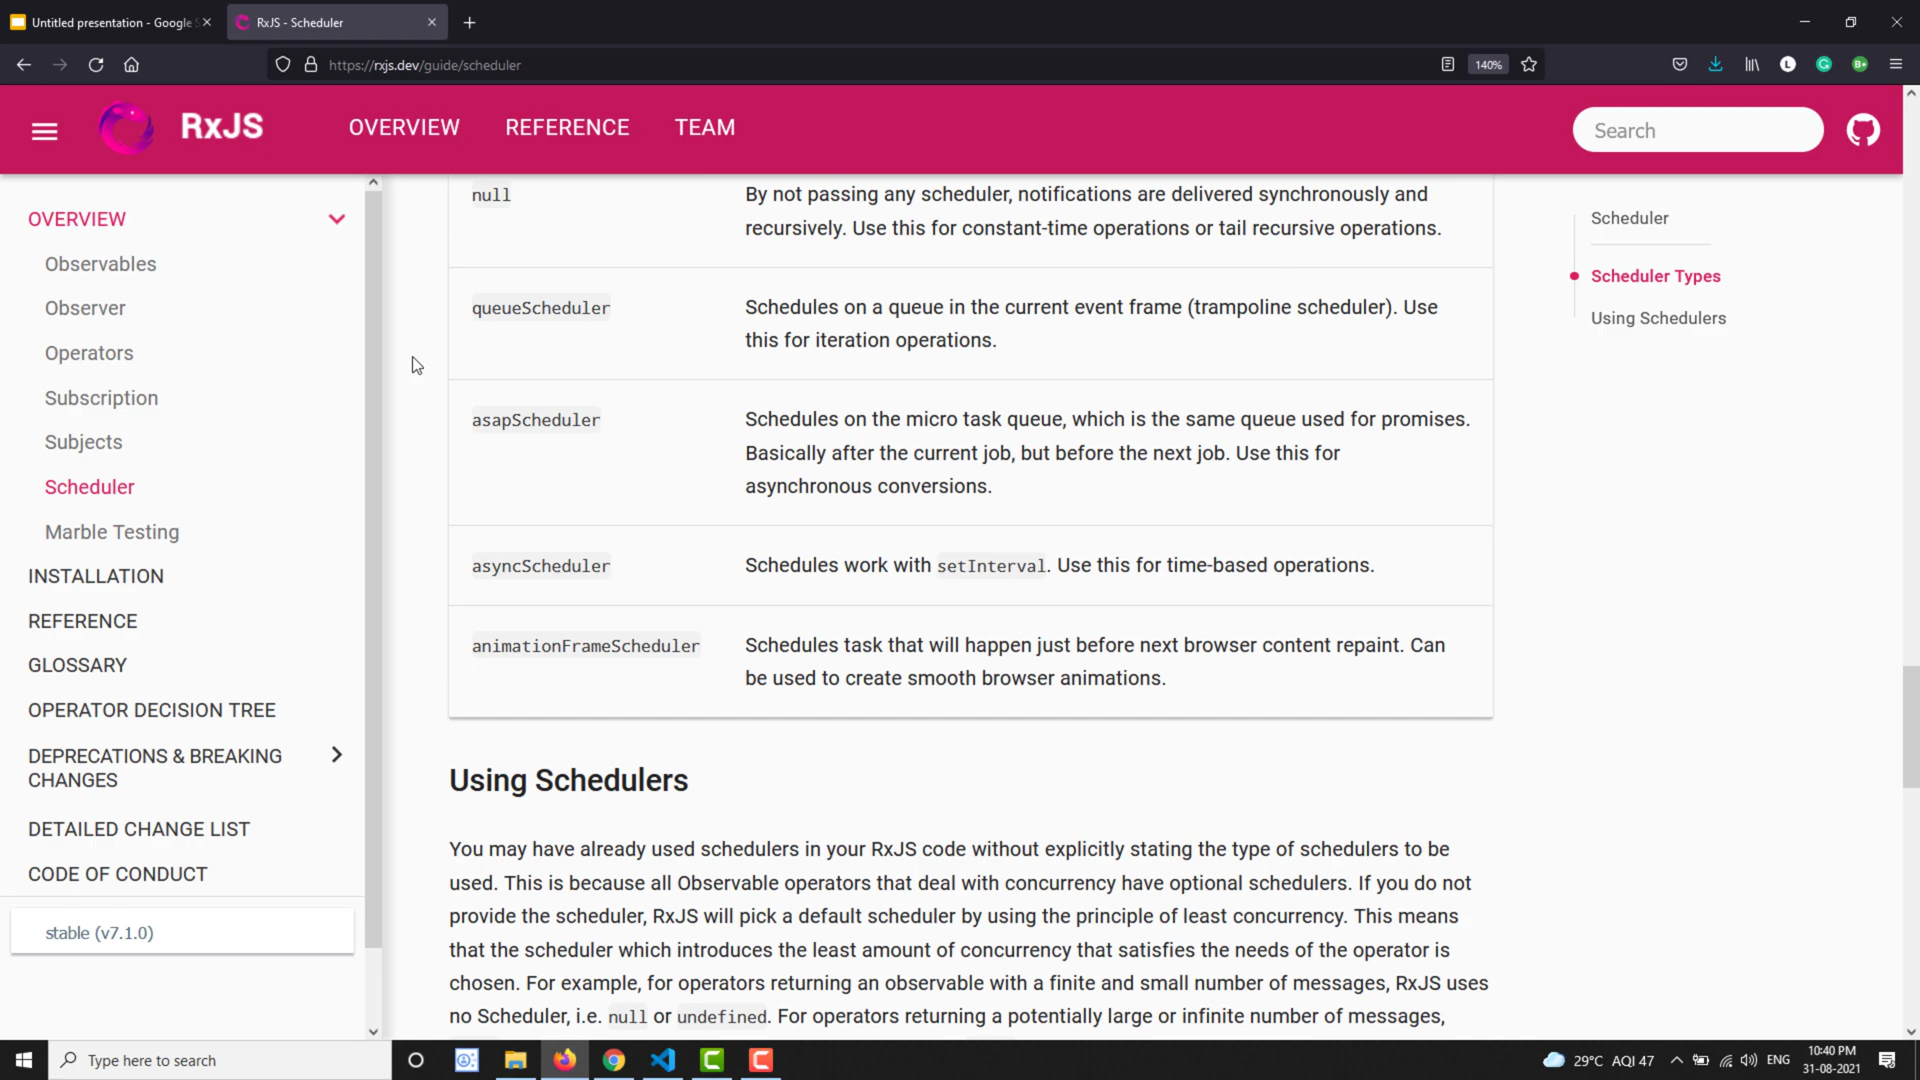 Untitled presentation - Google S
RxJS - Scheduler
https://rxjs.dev/guide/scheduler
140%
RxJS
OVERVIEW
REFERENCE
TEAM
Search
OVERVIEW
Observables
Observer
Operators
Subscription
Subjects
Scheduler
Marble Testing
INSTALLATION
REFERENCE
GLOSSARY
OPERATOR DECISION TREE
DEPRECATIONS & BREAKING
CHANGES
DETAILED CHANGE LIST
CODE OF CONDUCT
stable (v7.1.0)
null
By not passing any scheduler, notifications are delivered synchronously and
recursively. Use this for constant-time operations or tail recursive operations.
queueScheduler
Schedules on a queue in the current event frame (trampoline scheduler). Use
this for iteration operations.
asapScheduler
Schedules on the micro task queue, which is the same queue used for promises.
Basically after the current job, but before the next job. Use this for
asynchronous conversions.
asyncScheduler
Schedules work with setInterval. Use this for time-based operations.
animationFrameScheduler
Schedules task that will happen just before next browser content repaint. Can
be used to create smooth browser animations.
Using Schedulers
You may have already used schedulers in your RxJS code without explicitly stating the type of schedulers to be
used. This is because all Observable operators that deal with concurrency have optional schedulers. If you do not
provide the scheduler, RxJS will pick a default scheduler by using the principle of least concurrency. This means
that the scheduler which introduces the least amount of concurrency that satisfies the needs of the operator is
chosen. For example, for operators returning an observable with a finite and small number of messages, RxJS uses
no Scheduler, i.e. null or undefined. For operators returning a potentially large or infinite number of messages,
Scheduler
Scheduler Types
Using Schedulers
Type here to search
29°C AQI 47
ENG
10:40 PM
31-08-2021